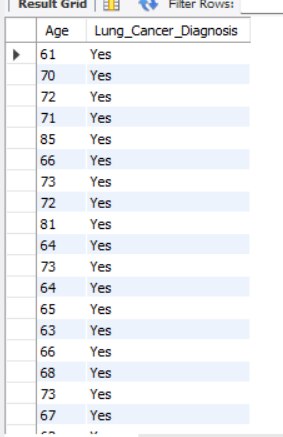 Result Grid Filter Rows:
Age Lung_Cancer_Diagnosis
61 Yes
70 Yes
72 Yes
71 Yes
85 Yes
66 Yes
73 Yes
72 Yes
81 Yes
64 Yes
73 Yes
64 Yes
65 Yes
63 Yes
66 Yes
68 Yes
73 Yes
67 Yes